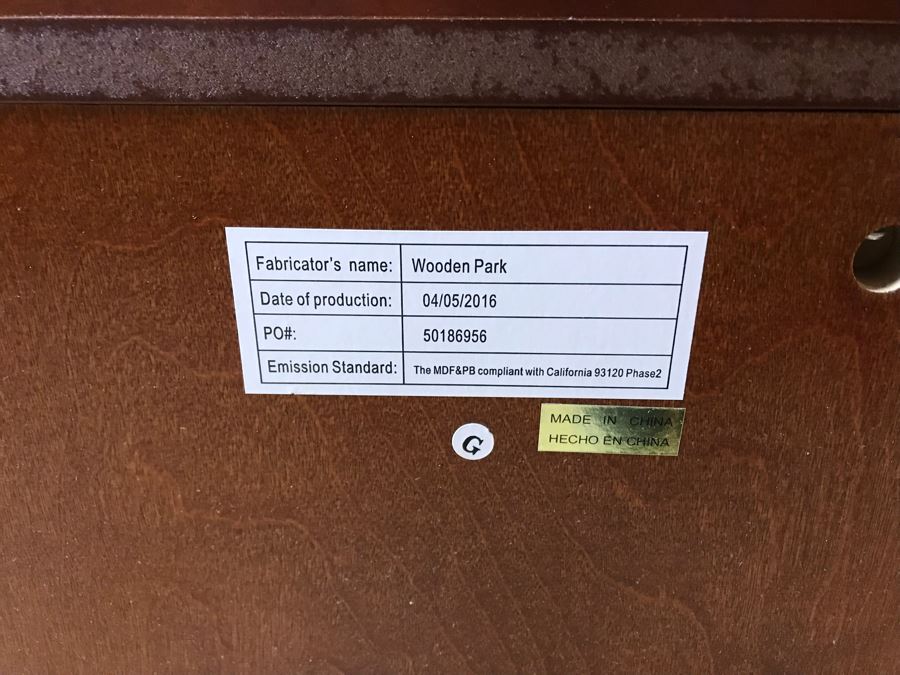 Fabricator's name: Wooden Park
Date of production: 04/05/2016
PO#: 50186956
Emission Standard: The MDF&PB compliant with California 93120 Phase2
G
MADE IN CHINA
HECHO EN CHINA